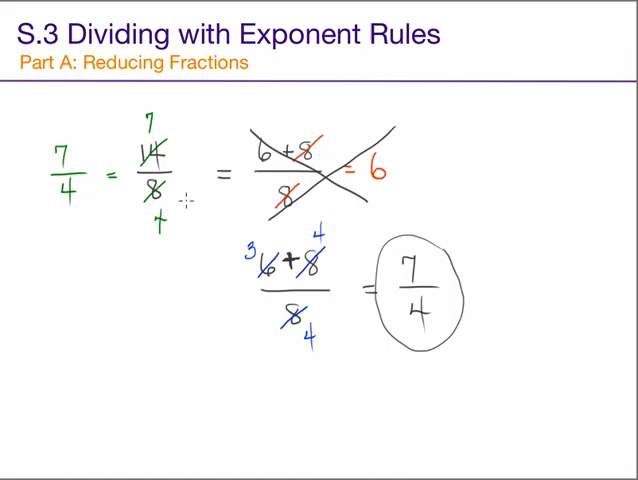 S.3 Dividing with Exponent Rules
Part A: Reducing Fractions
7
7/4 = 14/8 = (6 + 8)/8 = 6
4
3 6 + 8 4
8 4 = 7/4